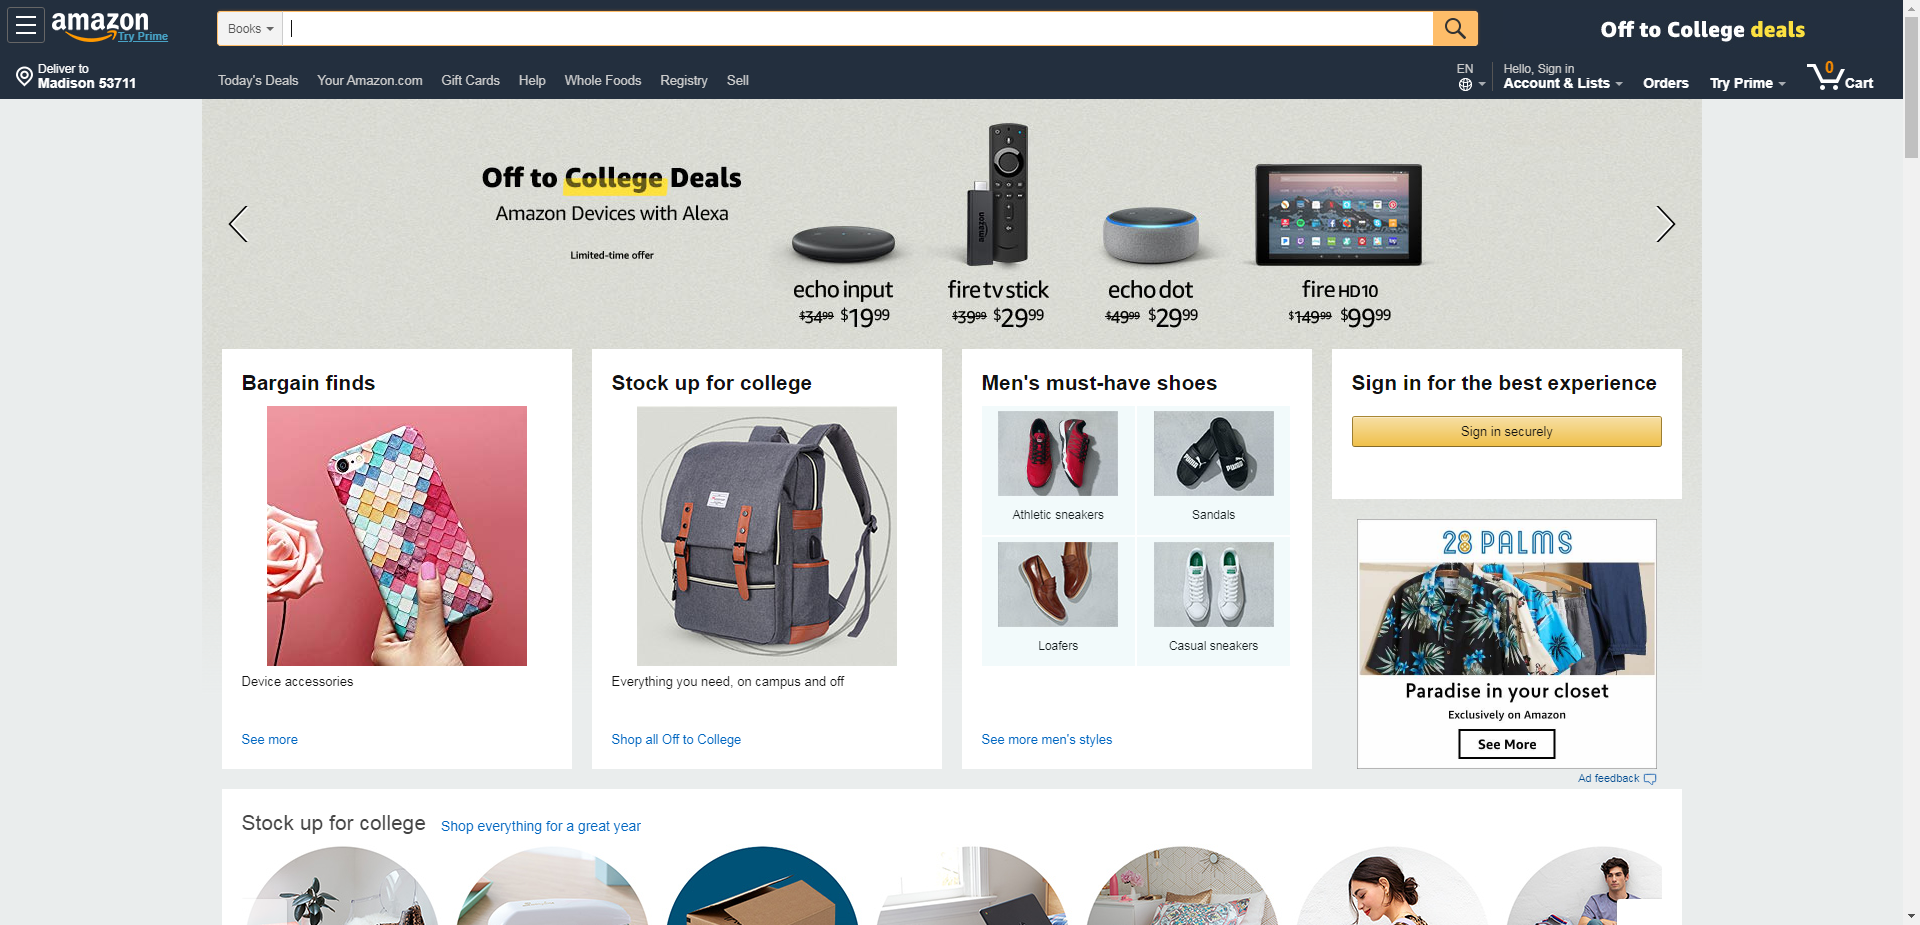 amazon
Try Prime
Books
Off to College deals
Deliver to
Madison 53711
Today's Deals
Your Amazon.com
Gift Cards
Help
Whole Foods
Registry
Sell
EN
Hello, Sign in
Account & Lists
Orders
Try Prime
0
Cart
Off to College Deals
Amazon Devices with Alexa
Limited-time offer
amazon
echo input
$34.99 $19.99
fire tv stick
$39.99 $29.99
echo dot
$49.99 $29.99
fire HD 10
$149.99 $99.99
Bargain finds
Device accessories
See more
Stock up for college
Everything you need, on campus and off
Shop all Off to College
Men's must-have shoes
PUMA
PUMA
Athletic sneakers
Sandals
Loafers
Casual sneakers
See more men's styles
Sign in for the best experience
Sign in securely
28 PALMS
Paradise in your closet
Exclusively on Amazon
See More
Ad feedback
Stock up for college
Shop everything for a great year